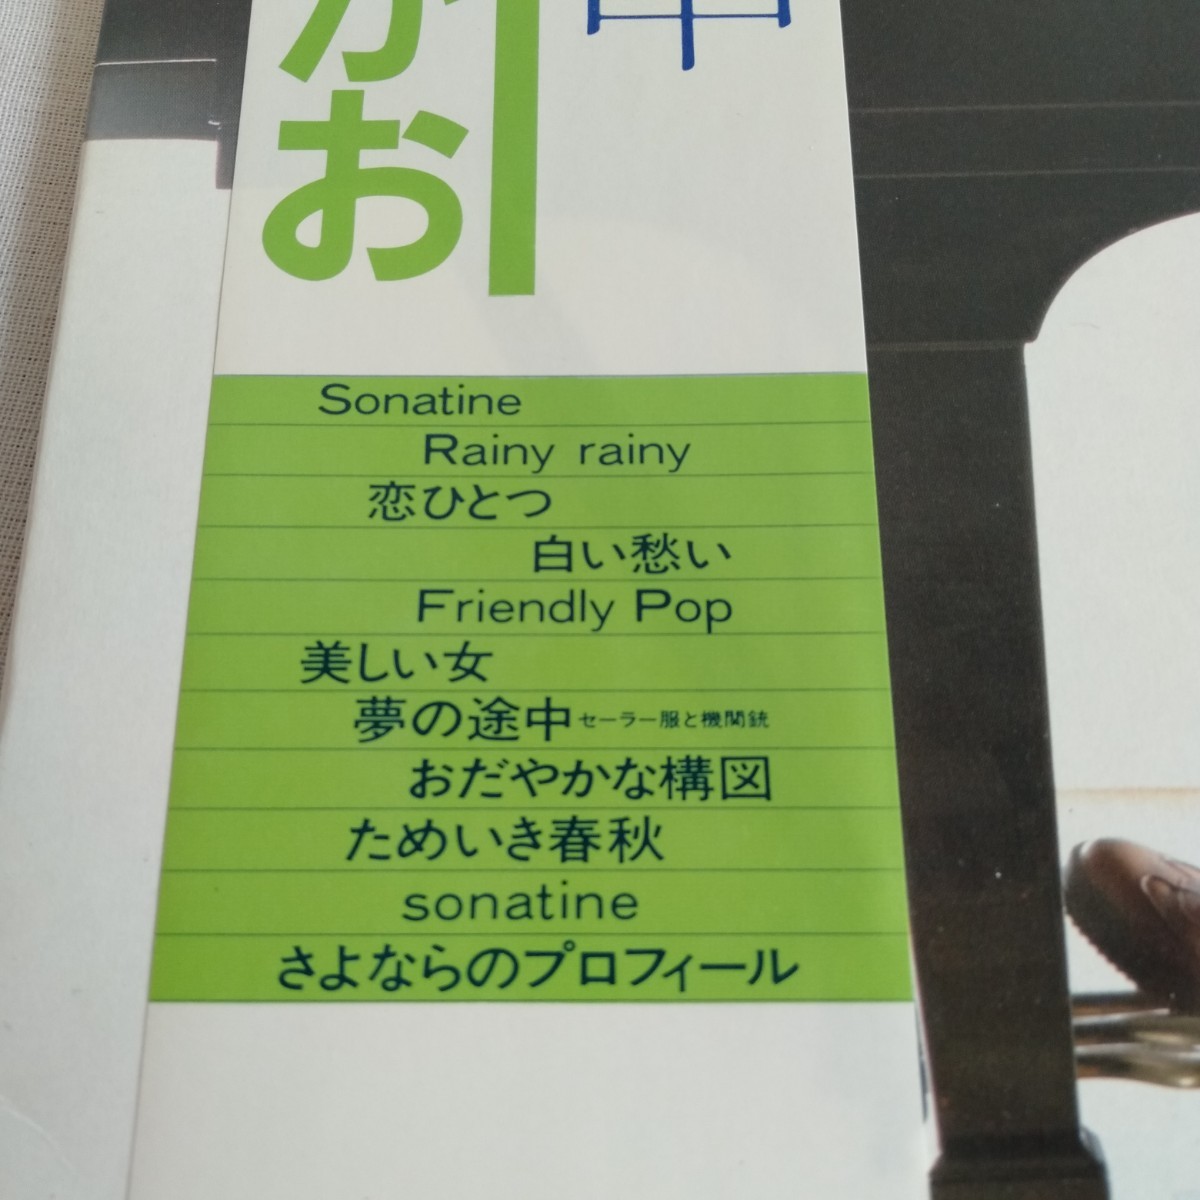 中
がお
Sonatine
Rainy rainy
恋ひとつ
白い愁い
Friendly Pop
美しい女
夢の途中 セーラー服と機関銃
おだやかな構図
ためいき春秋
sonatine
さよならのプロフィール